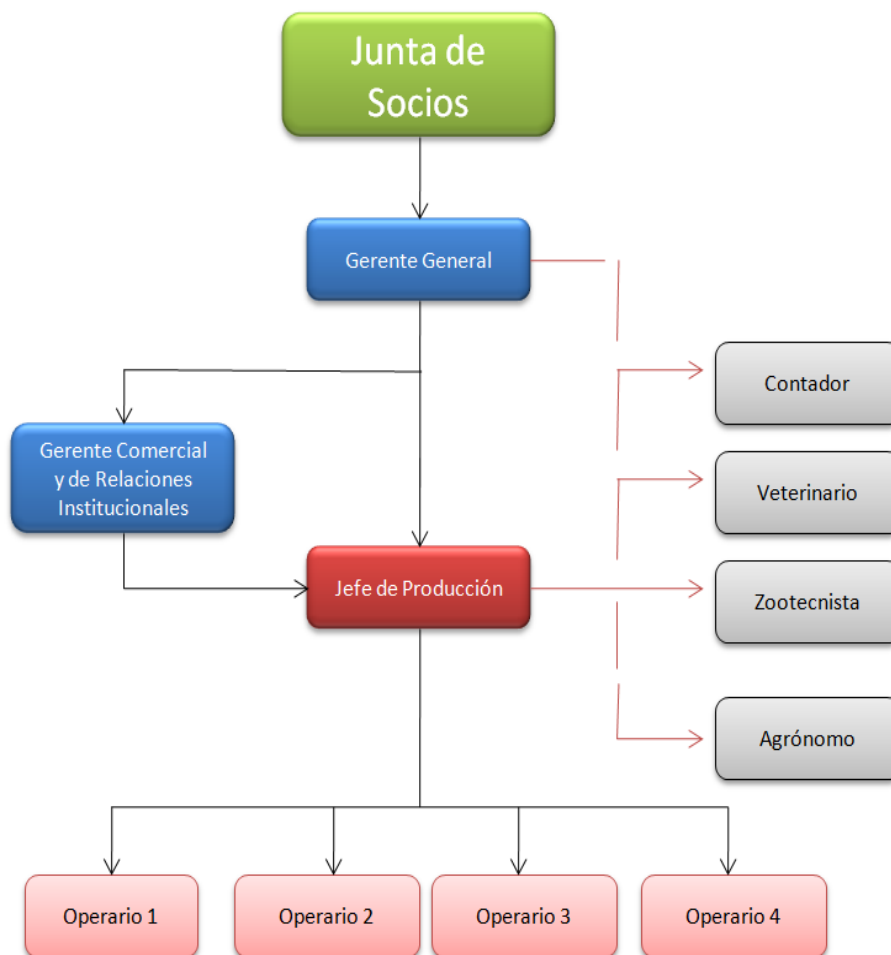 Junta de
Socios
Gerente General
Contador
Gerente Comercial
y de Relaciones
Institucionales
Veterinario
Jefe de Producción
Zootecnista
Agrónomo
Operario 1
Operario 2
Operario 3
Operario 4